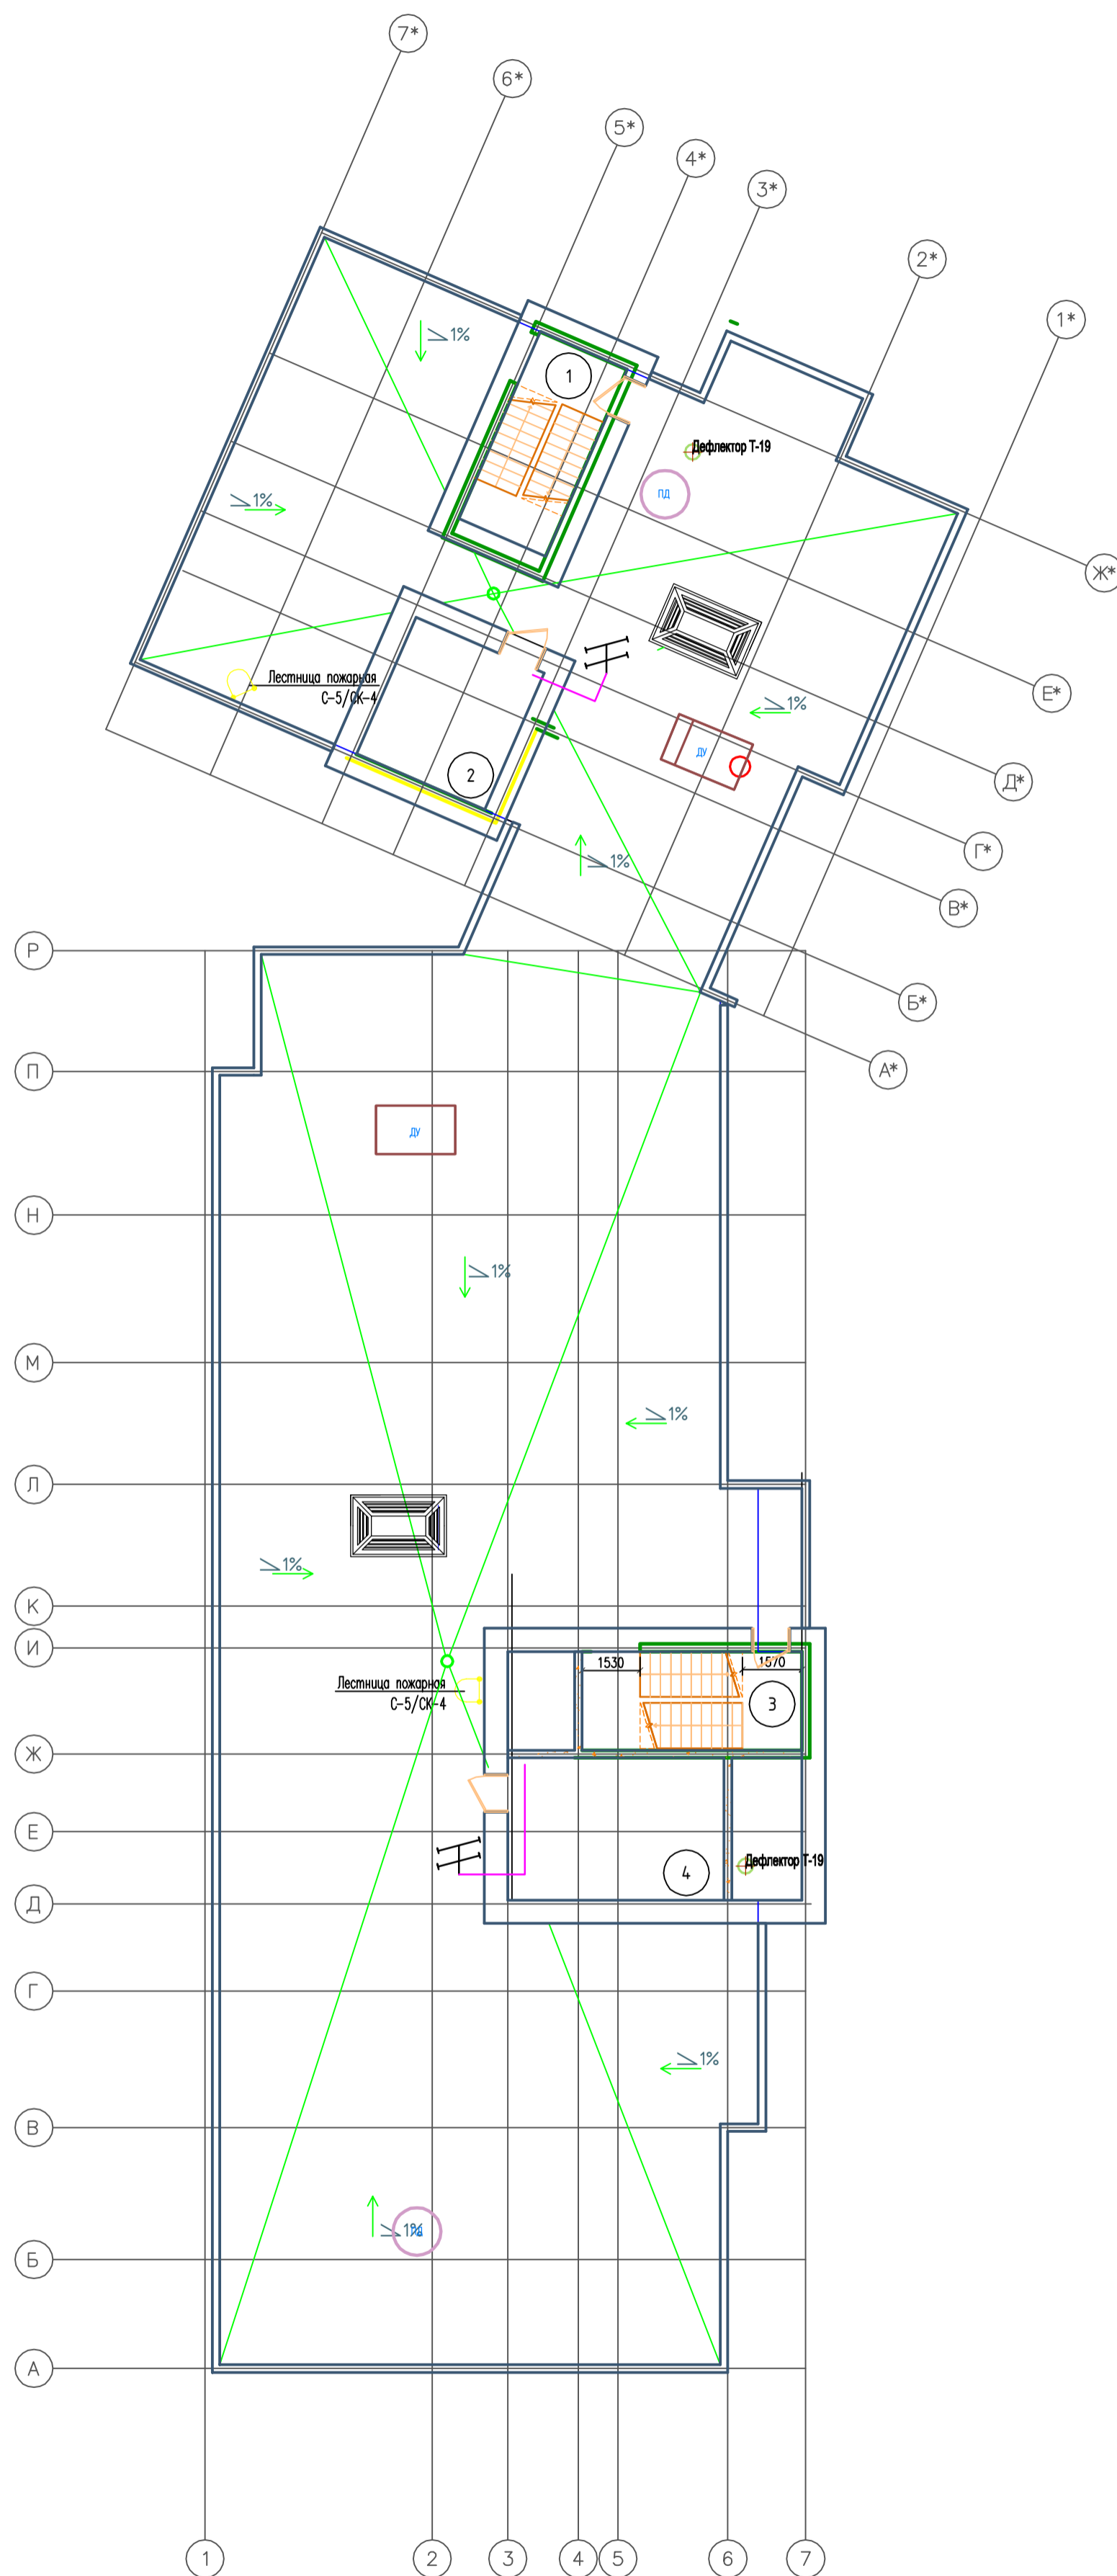 7*
6*
5*
4*
3*
2*
1*
1%
1
Дефлектор Т-19
ПД
1%
Ж*
Лестница пожарная
С-5/СК-4
Е*
1%
ДУ
2
Д*
Г*
1%
В*
Р
Б*
П
А*
ДУ
Н
1%
М
1%
Л
1%
К
И
1530
1570
Лестница пожарная
С-5/СК-4
3
Ж
Е
Дефлектор Т-19
4
Д
Г
1%
В
1%
Б
А
1
2
3
4
5
6
7